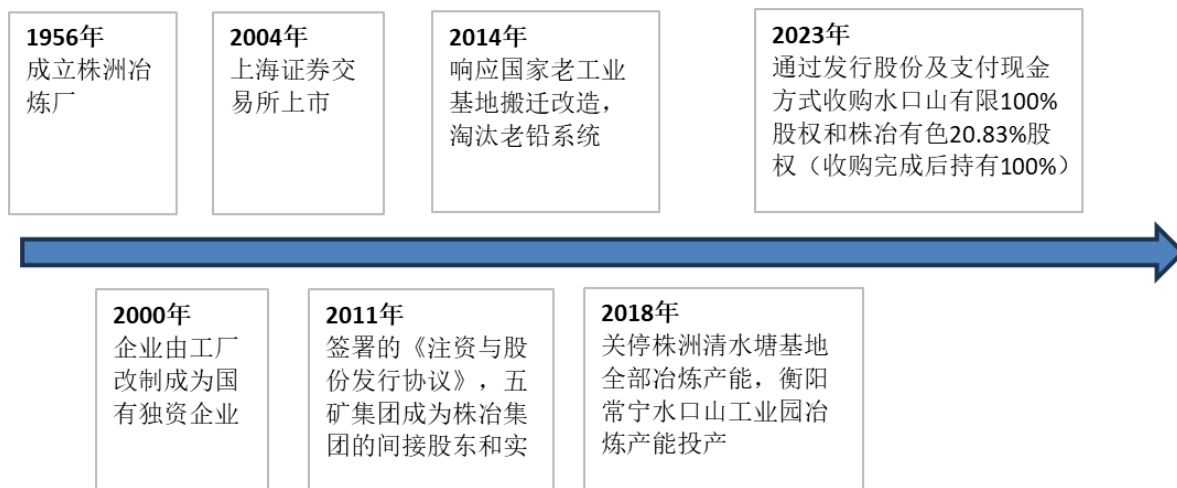 1956年
成立株洲冶
炼厂
2004年
上海证券交
易所上市
2014年
响应国家老工业
基地搬迁改造，
淘汰老铅系统
2023年
通过发行股份及支付现金
方式收购水口山有限100%
股权和株冶有色20.83%股
权（收购完成后持有100%）
2000年
企业由工厂
改制成为国
有独资企业
2011年
签署的《注资与股
份发行协议》，五
矿集团成为株冶集
团的间接股东和实
2018年
关停株洲清水塘基地
全部冶炼产能，衡阳
常宁水口山工业园冶
炼产能投产